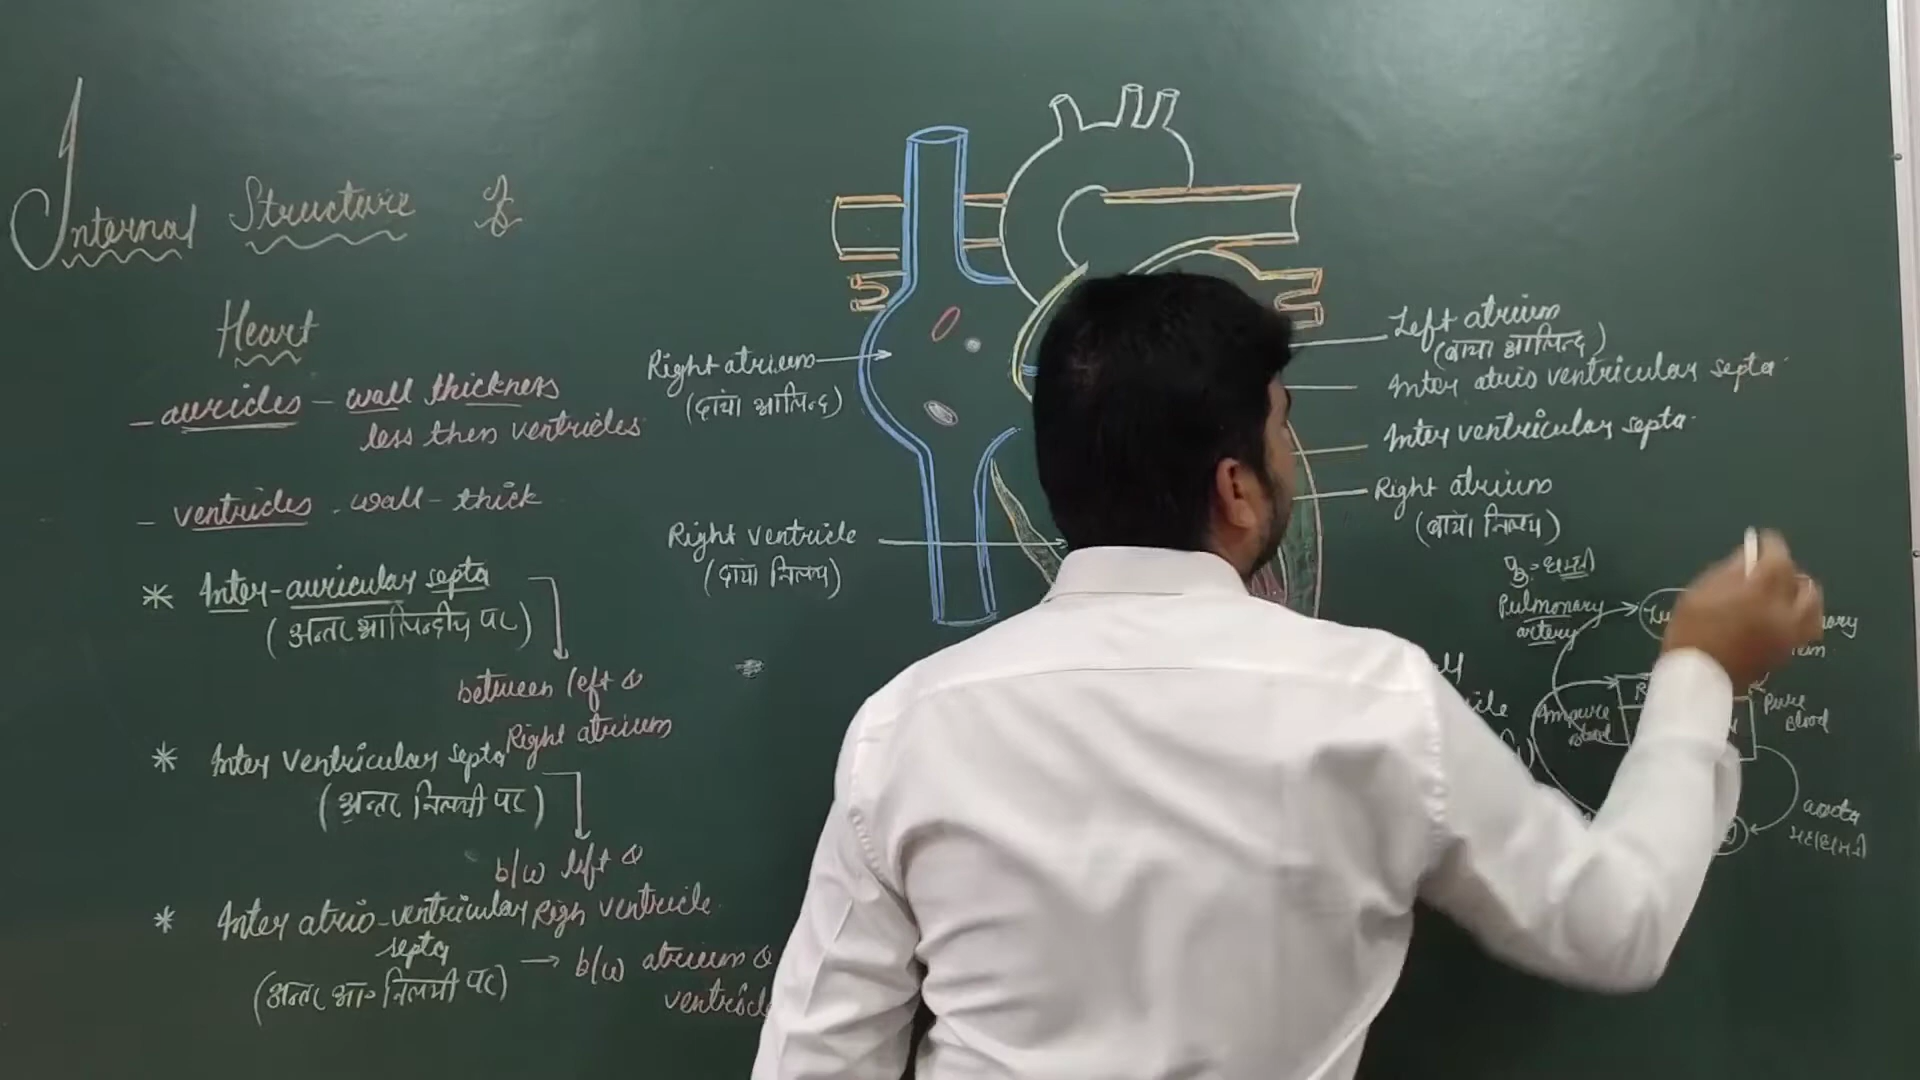 Internal Structure of
Heart
- auricles - wall thickness
less then ventricles
- ventricles - wall - thick
* Inter-auricular septa
(अन्तर आलिन्दीय पट)
between left &
Right atrium
* Inter Ventricular septa
(अन्तर निलयी पट)
b/w left &
Righ ventricle
* Inter atrio-ventricular
septa
(अन्तर आ॰ निलयी पट)
→ b/w atrium &
Right atrium
(दांया आलिन्द)
Right ventricle
(दांया निलय)
Left atrium
(बायां आलिन्द)
Inter atrio ventricular septa
Inter ventricular septa
Right atrium
(बायां निलय)
Pulmonary
artery
Impure
blood
Pure
Blood
aorta
महाधमनी